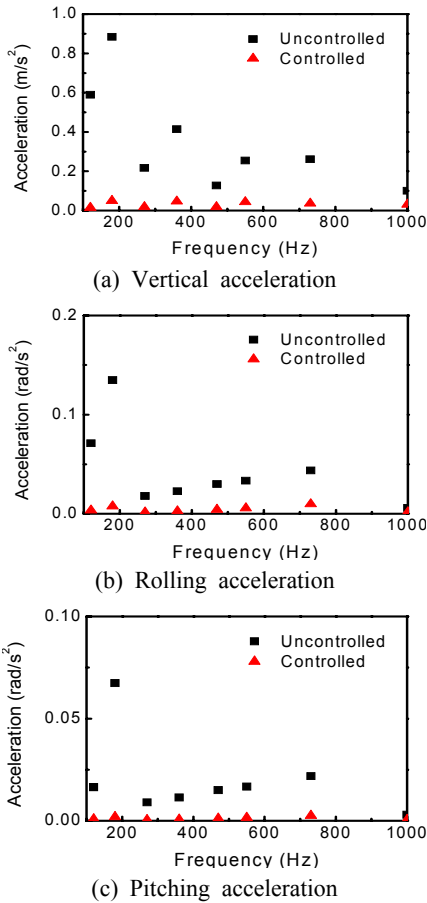 1.0
0.8
0.6
0.4
0.2
0.0
Acceleration (m/s²)
Uncontrolled
Controlled
200 400 600 800 1000
Frequency (Hz)
(a) Vertical acceleration
0.2
0.1
0.0
Acceleration (rad/s²)
Uncontrolled
Controlled
200 400 600 800 1000
Frequency (Hz)
(b) Rolling acceleration
0.10
0.05
0.00
Acceleration (rad/s²)
Uncontrolled
Controlled
200 400 600 800 1000
Frequency (Hz)
(c) Pitching acceleration